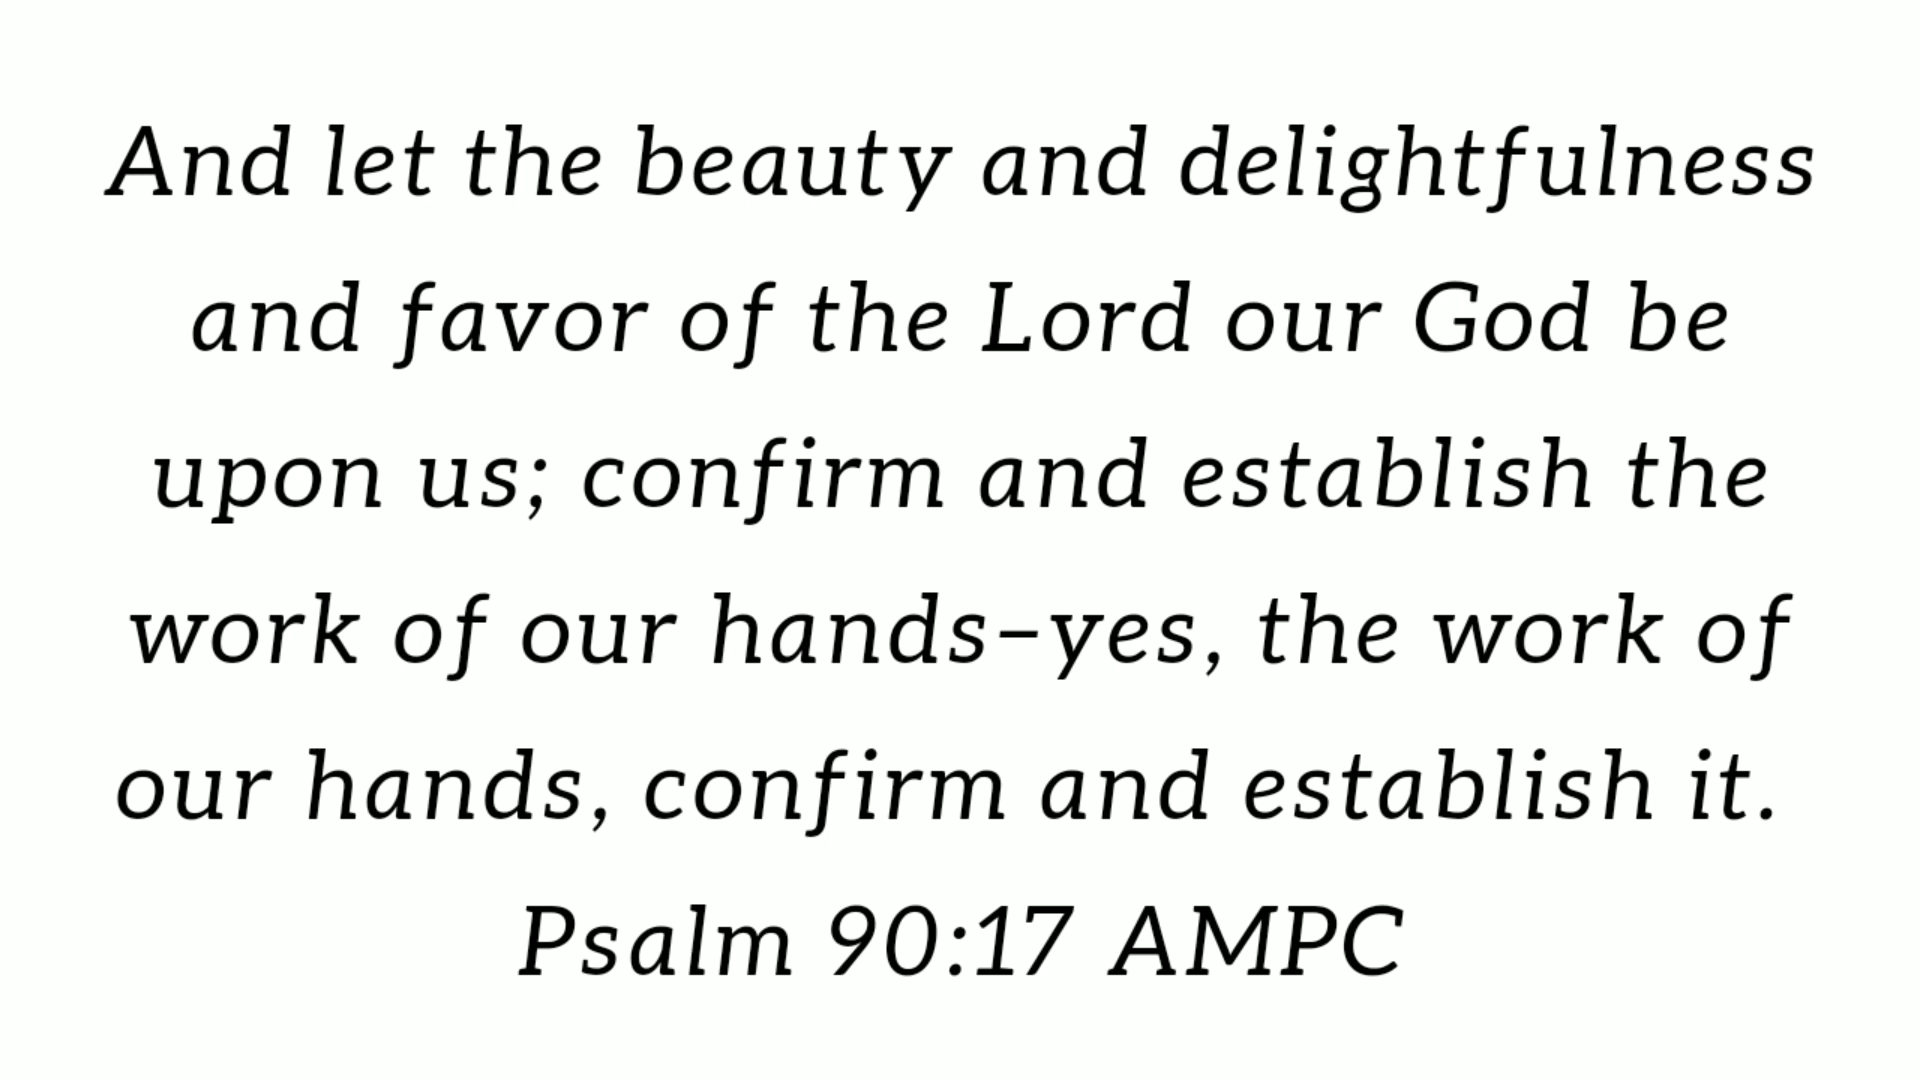 And let the beauty and delightfulness
and favor of the Lord our God be
upon us; confirm and establish the
work of our hands–yes, the work of
our hands, confirm and establish it.
Psalm 90:17 AMPC